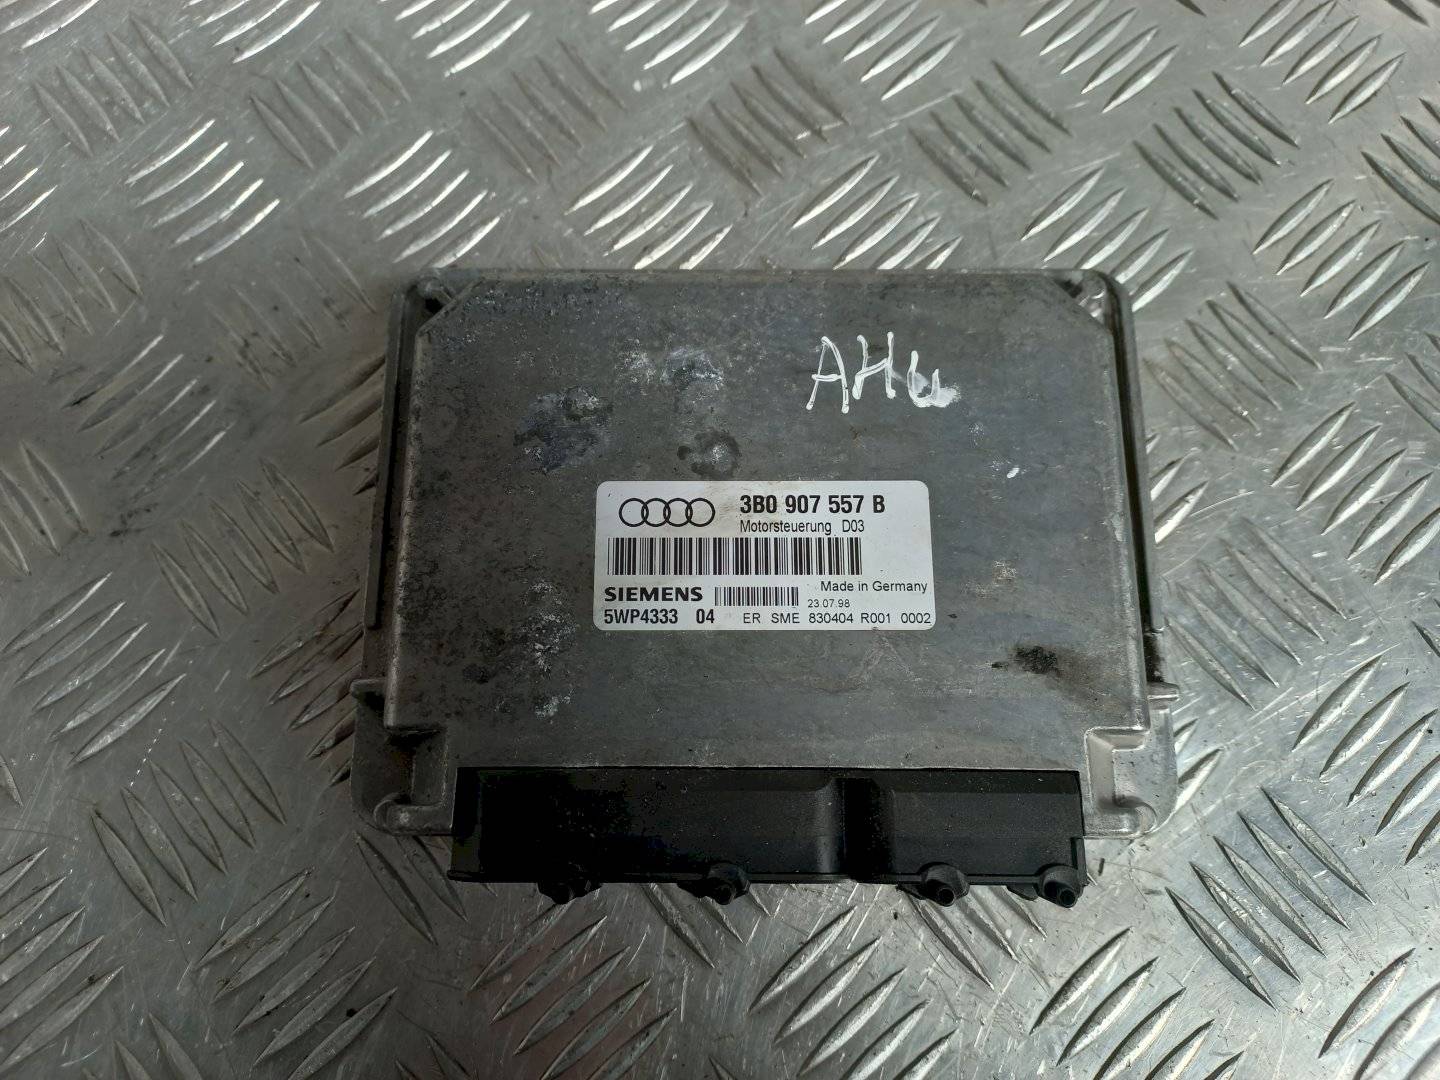 AHL
3B0 907 557 B
Motorsteuerung D03
Made in Germany
SIEMENS
23.07.98
5WP4333 04 ER SME 830404 R001 0002